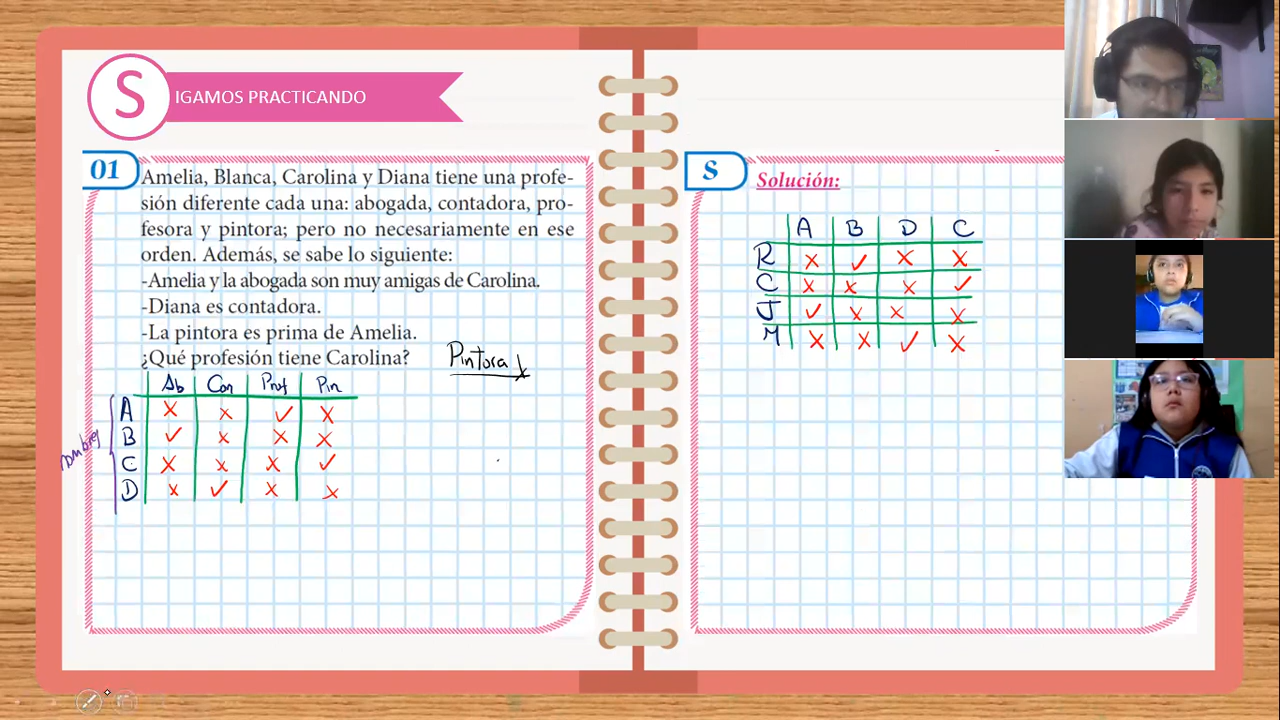 S
IGAMOS PRACTICANDO
01
Amelia, Blanca, Carolina y Diana tiene una profe-
sión diferente cada una: abogada, contadora, pro-
fesora y pintora; pero no necesariamente en ese
orden. Además, se sabe lo siguiente:
-Amelia y la abogada son muy amigas de Carolina.
-Diana es contadora.
-La pintora es prima de Amelia.
¿Qué profesión tiene Carolina?
Pintora
Ab Con Prof Pin
A X X ✓ X
B ✓ X X X
C X X X ✓
D X ✓ X X
nombres
S
Solución:
A B D C
R X ✓ X X
C X X X ✓
J ✓ X X X
M X X ✓ X